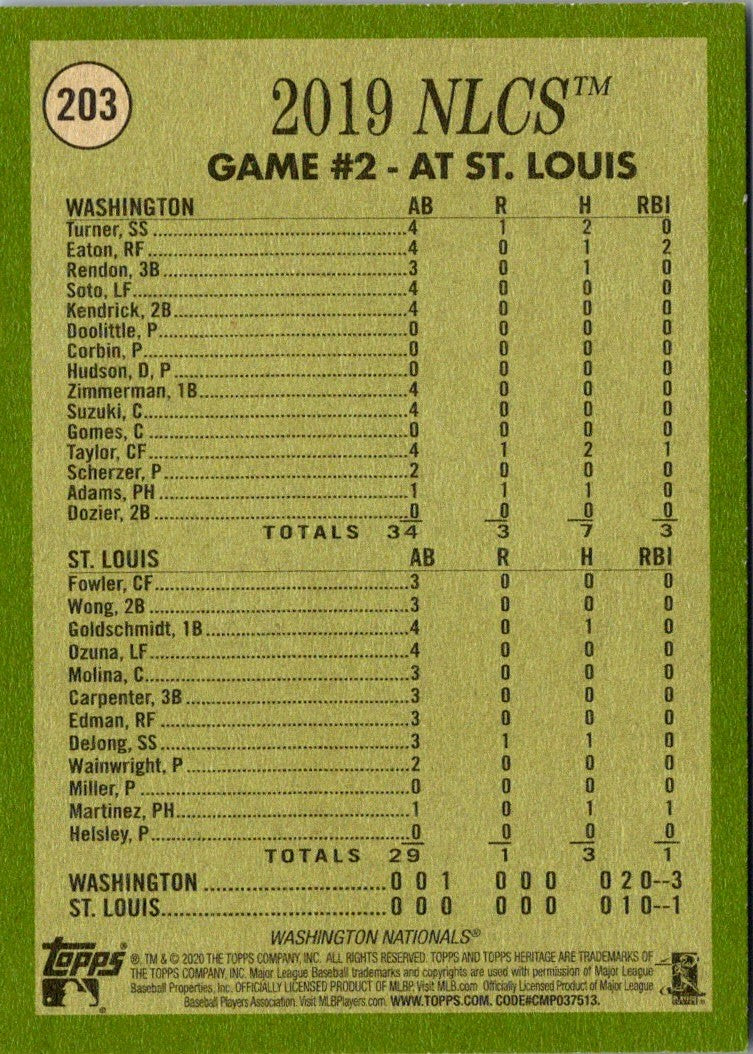 203
2019 NLCS™
GAME #2 - AT ST. LOUIS
WASHINGTON AB R H RBI
Turner, SS 4 1 2 0
Eaton, RF 4 0 1 2
Rendon, 3B 3 0 1 0
Soto, LF 4 0 0 0
Kendrick, 2B 4 0 0 0
Doolittle, P 0 0 0 0
Corbin, P 0 0 0 0
Hudson, D, P 0 0 0 0
Zimmerman, 1B 4 0 0 0
Suzuki, C 4 0 0 0
Gomes, C 0 0 0 0
Taylor, CF 4 1 2 1
Scherzer, P 2 0 0 0
Adams, PH 1 1 1 0
Dozier, 2B 0 0 0 0
TOTALS 34 3 7 3
ST. LOUIS AB R H RBI
Fowler, CF 3 0 0 0
Wong, 2B 3 0 0 0
Goldschmidt, 1B 4 0 1 0
Ozuna, LF 4 0 0 0
Molina, C 3 0 0 0
Carpenter, 3B 3 0 0 0
Edman, RF 3 0 0 0
DeJong, SS 3 1 1 0
Wainwright, P 2 0 0 0
Miller, P 0 0 0 0
Martinez, PH 1 0 1 1
Helsley, P 0 0 0 0
TOTALS 29 1 3 1
WASHINGTON 0 0 1 0 0 0 0 2 0--3
ST. LOUIS 0 0 0 0 0 0 0 1 0--1
WASHINGTON NATIONALS®
topps ®, TM & © 2020 THE TOPPS COMPANY, INC. ALL RIGHTS RESERVED. TOPPS AND TOPPS HERITAGE ARE TRADEMARKS OF
THE TOPPS COMPANY, INC. Major League Baseball trademarks and copyrights are used with permission of Major League
Baseball Properties, Inc. OFFICIALLY LICENSED PRODUCT OF MLBP. Visit MLB.com Officially Licensed Product of Major League
Baseball Players Association. Visit MLBPlayers.com. WWW.TOPPS.COM. CODE#CMP037513.